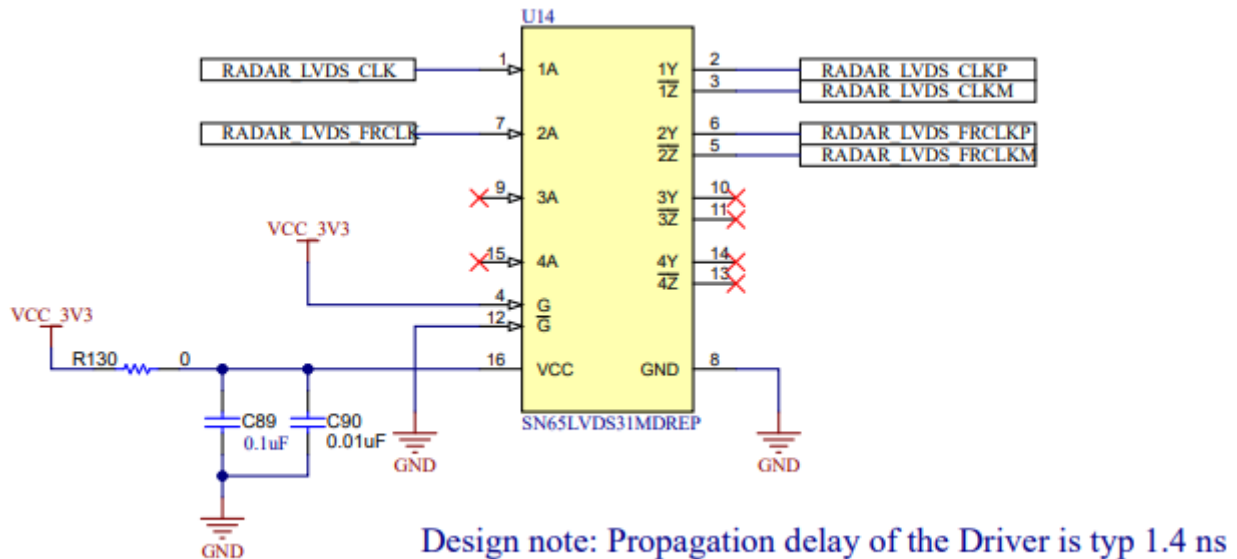 U14
RADAR_LVDS_CLK 1 1A 1Y 2 RADAR_LVDS_CLKP
1Z 3 RADAR_LVDS_CLKM
RADAR_LVDS_FRCLK 7 2A 2Y 6 RADAR_LVDS_FRCLKP
2Z 5 RADAR_LVDS_FRCLKM
9 3A 3Y 10
3Z 11
VCC_3V3
15 4A 4Y 14
4Z 13
4 G
12 G
VCC_3V3
R130 0 16 VCC GND 8
C89 C90
0.1uF 0.01uF
SN65LVDS31MDREP
GND GND
GND
Design note: Propagation delay of the Driver is typ 1.4 ns